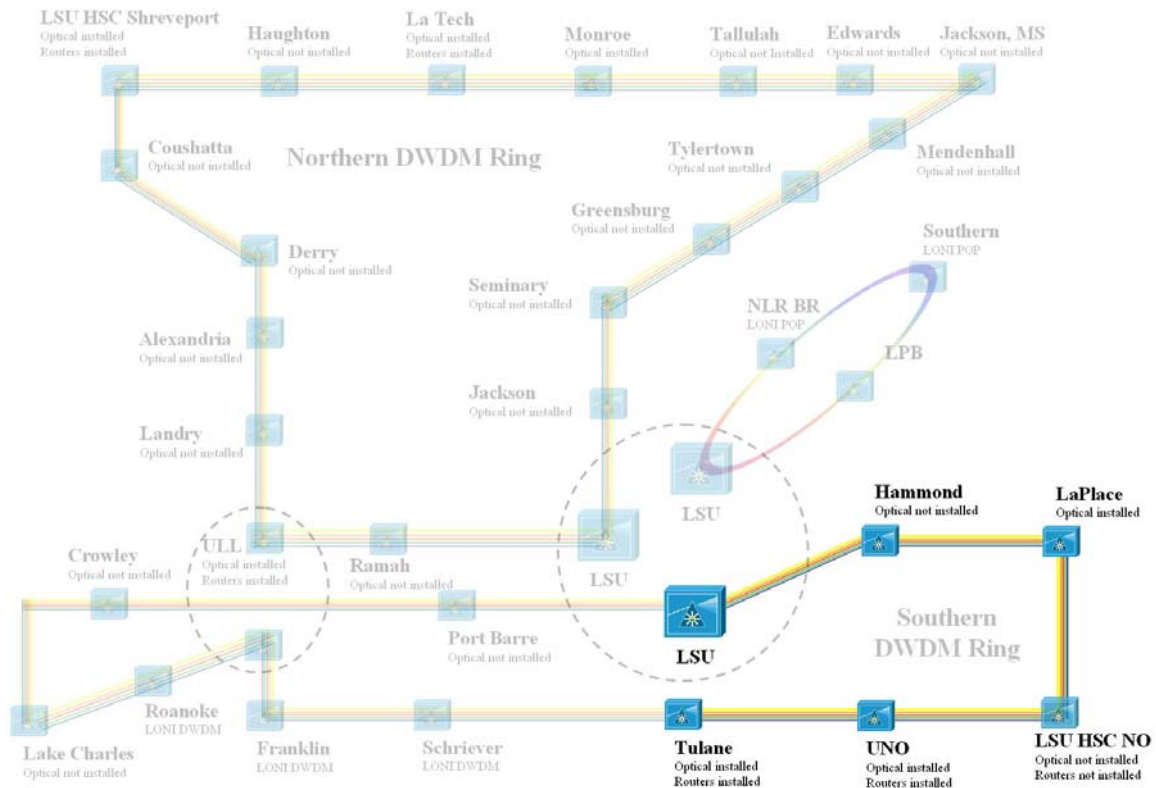 LSU HSC Shreveport
Optical installed
Routers installed
Haughton
Optical not installed
La Tech
Optical installed
Routers installed
Monroe
Optical not installed
Tallulah
Optical not Installed
Edwards
Optical not installed
Jackson, MS
Optical not installed
Coushatta
Optical not installed
Northern DWDM Ring
Tylertown
Optical not installed
Mendenhall
Optical not installed
Greensburg
Optical not installed
Southern
LONI POP
Derry
Optical not installed
Seminary
Optical not installed
NLR BR
LONI POP
Alexandria
Optical not installed
LPB
Jackson
Optical not installed
Landry
Optical not installed
LSU
Hammond
Optical not installed
LaPlace
Optical installed
Crowley
Optical not installed
ULL
Optical installed
Routers installed
Ramah
Optical not installed
LSU
Port Barre
Optical not installed
LSU
Southern
DWDM Ring
Roanoke
LONI DWDM
Lake Charles
Optical not installed
Franklin
LONI DWDM
Schriever
LONI DWDM
Tulane
Optical installed
Routers installed
UNO
Optical installed
Routers installed
LSU HSC NO
Optical not installed
Routers not installed